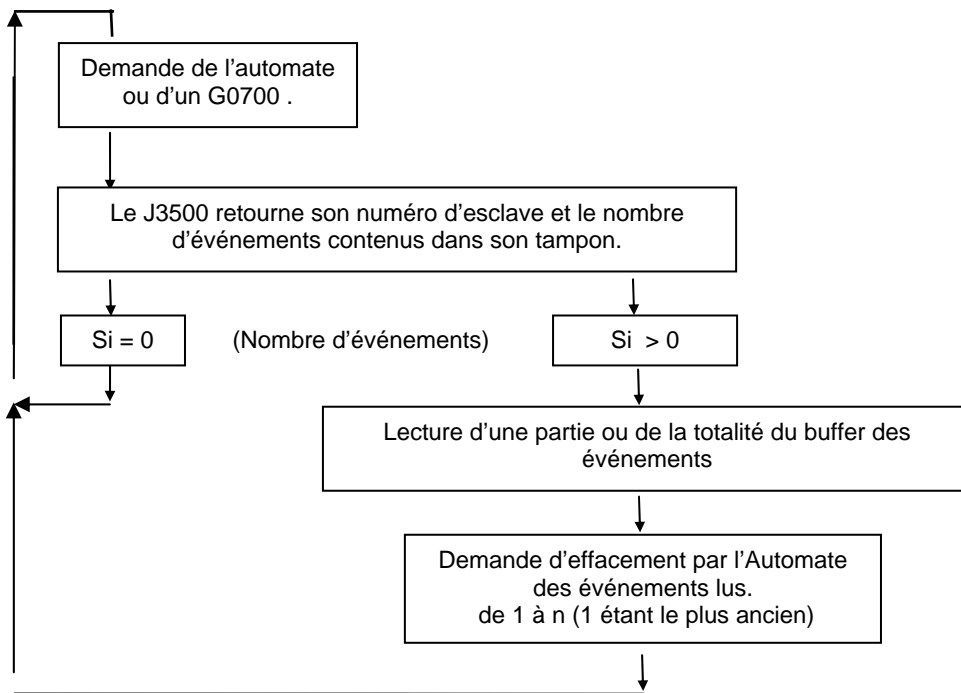 Demande de l’automate
ou d’un G0700 .
Le J3500 retourne son numéro d’esclave et le nombre
d’événements contenus dans son tampon.
Si = 0
(Nombre d’événements)
Si > 0
Lecture d’une partie ou de la totalité du buffer des
événements
Demande d’effacement par l’Automate
des événements lus.
de 1 à n (1 étant le plus ancien)